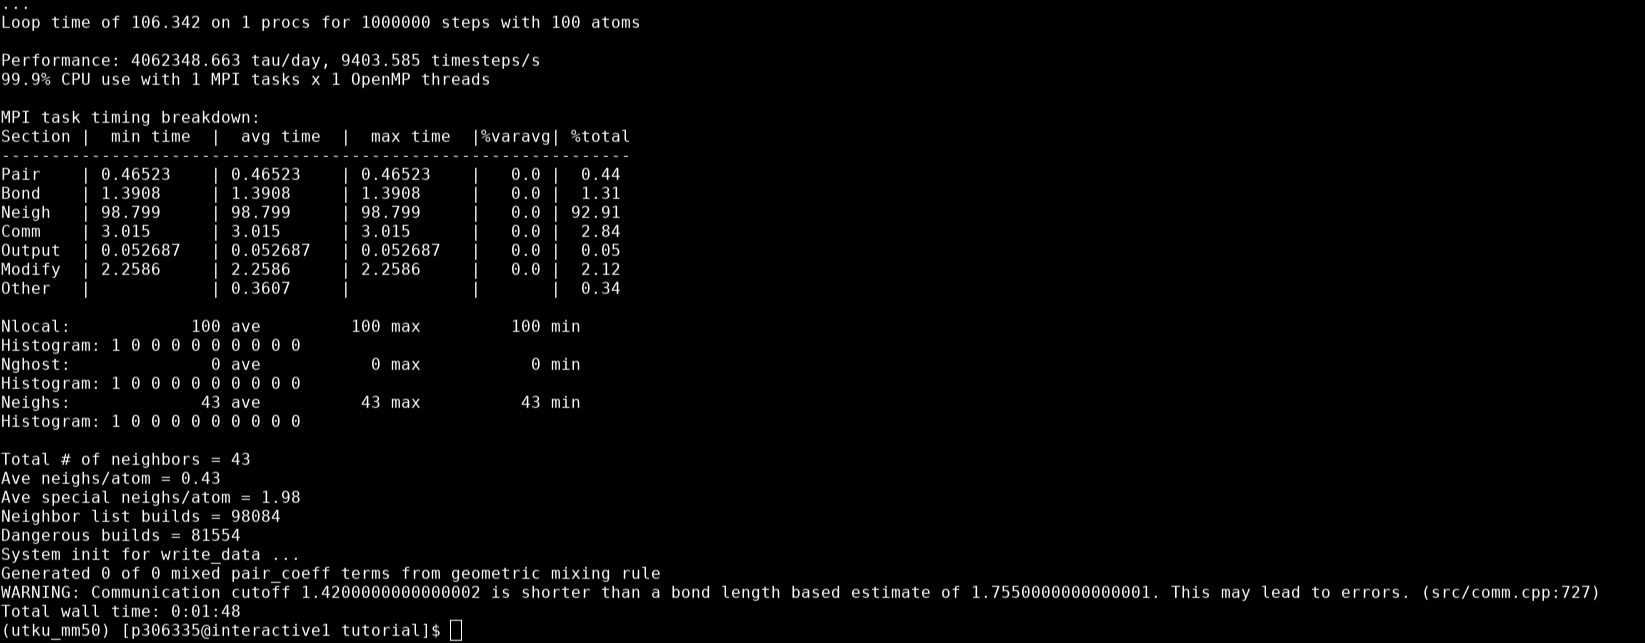 ...
Loop time of 106.342 on 1 procs for 1000000 steps with 100 atoms
Performance: 4062348.663 tau/day, 9403.585 timesteps/s
99.9% CPU use with 1 MPI tasks x 1 OpenMP threads
MPI task timing breakdown:
Section |  min time  |  avg time  |  max time  |%varavg| %total
---------------------------------------------------------------
Pair    | 0.46523    | 0.46523    | 0.46523    |   0.0 |  0.44
Bond    | 1.3908     | 1.3908     | 1.3908     |   0.0 |  1.31
Neigh   | 98.799     | 98.799     | 98.799     |   0.0 | 92.91
Comm    | 3.015      | 3.015      | 3.015      |   0.0 |  2.84
Output  | 0.052687   | 0.052687   | 0.052687   |   0.0 |  0.05
Modify  | 2.2586     | 2.2586     | 2.2586     |   0.0 |  2.12
Other   |            | 0.3607     |            |       |  0.34
Nlocal:            100 ave         100 max         100 min
Histogram: 1 0 0 0 0 0 0 0 0 0
Nghost:              0 ave           0 max           0 min
Histogram: 1 0 0 0 0 0 0 0 0 0
Neighs:             43 ave          43 max          43 min
Histogram: 1 0 0 0 0 0 0 0 0 0
Total # of neighbors = 43
Ave neighs/atom = 0.43
Ave special neighs/atom = 1.98
Neighbor list builds = 98084
Dangerous builds = 81554
System init for write_data ...
Generated 0 of 0 mixed pair_coeff terms from geometric mixing rule
WARNING: Communication cutoff 1.4200000000000002 is shorter than a bond length based estimate of 1.7550000000000001. This may lead to errors. (src/comm.cpp:727)
Total wall time: 0:01:48
(utku_mm50) [p306335@interactive1 tutorial]$